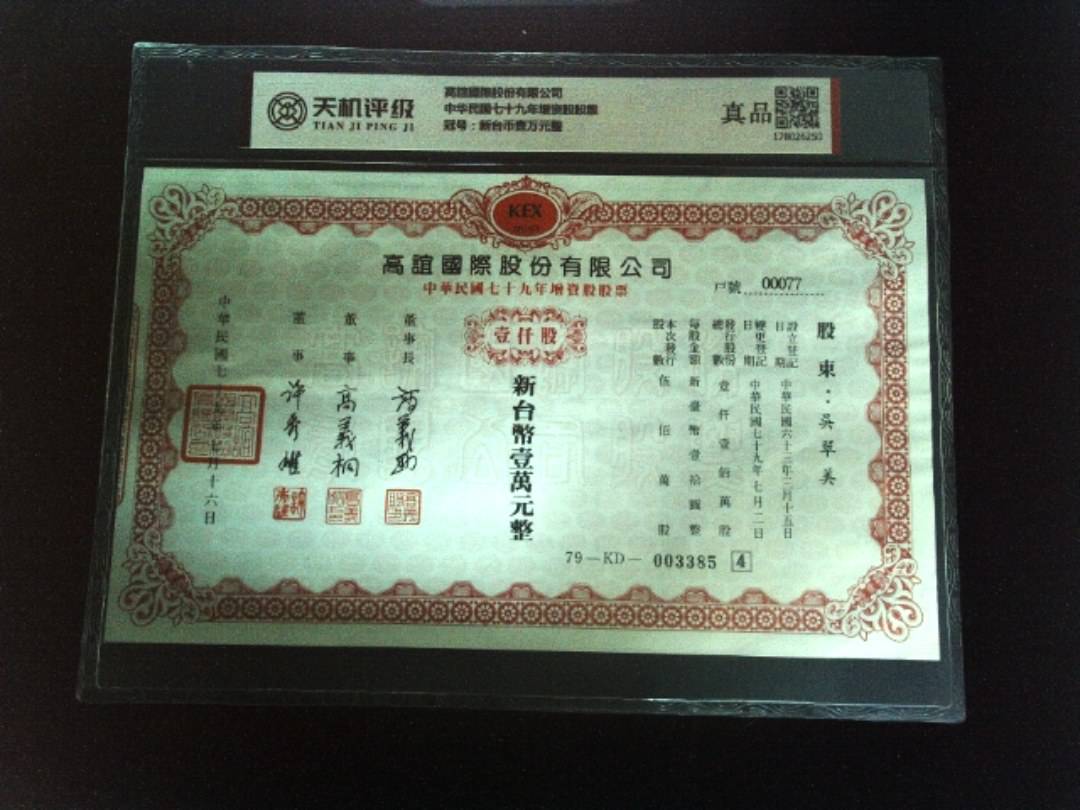 天机评级
TIAN JI PING JI
高誼國際股份有限公司
中华民國七十九年增資股股票
冠号:新台币壹万元整
真品
178026250
KEX
高誼國際股份有限公司
中華民國七十九年增資股股票
戶號 00077
壹仟股
新台幣壹萬元整
股東:吳翠美
設立登記日期 中華民國六十二年二月十五日
變更登記日期 中華民國七十九年七月二日
發行股份總數 壹仟壹佰萬股
每股金額 新臺幣壹拾圓整
本次發行股數 伍佰萬股
董事長
董事 高義桐
董事 許秀雄
中華民國七十九年七月十六日
79—KD—003385 4